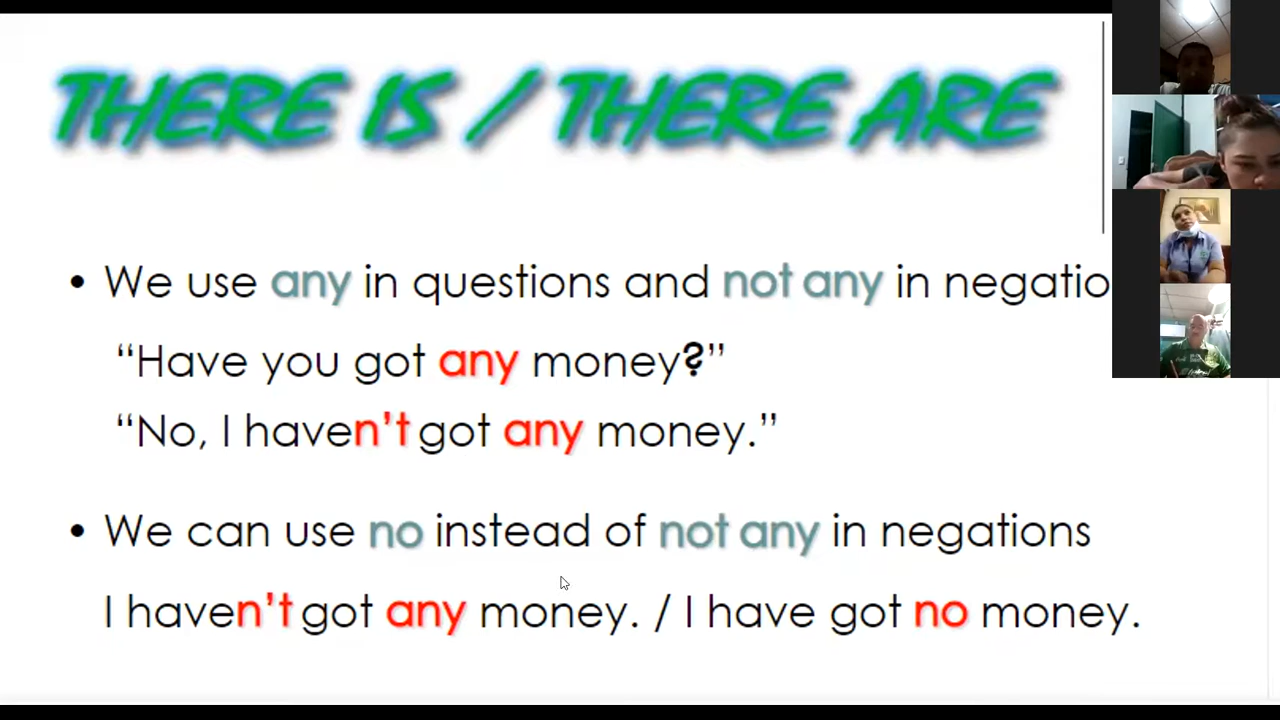 THERE IS / THERE ARE
• We use any in questions and not any in negatio
“Have you got any money?”
“No, I haven’t got any money.”
• We can use no instead of not any in negations
I haven’t got any money. / I have got no money.